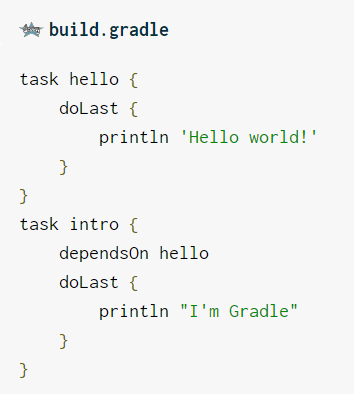 build.gradle
task hello {
    doLast {
        println 'Hello world!'
    }
}
task intro {
    dependsOn hello
    doLast {
        println "I'm Gradle"
    }
}